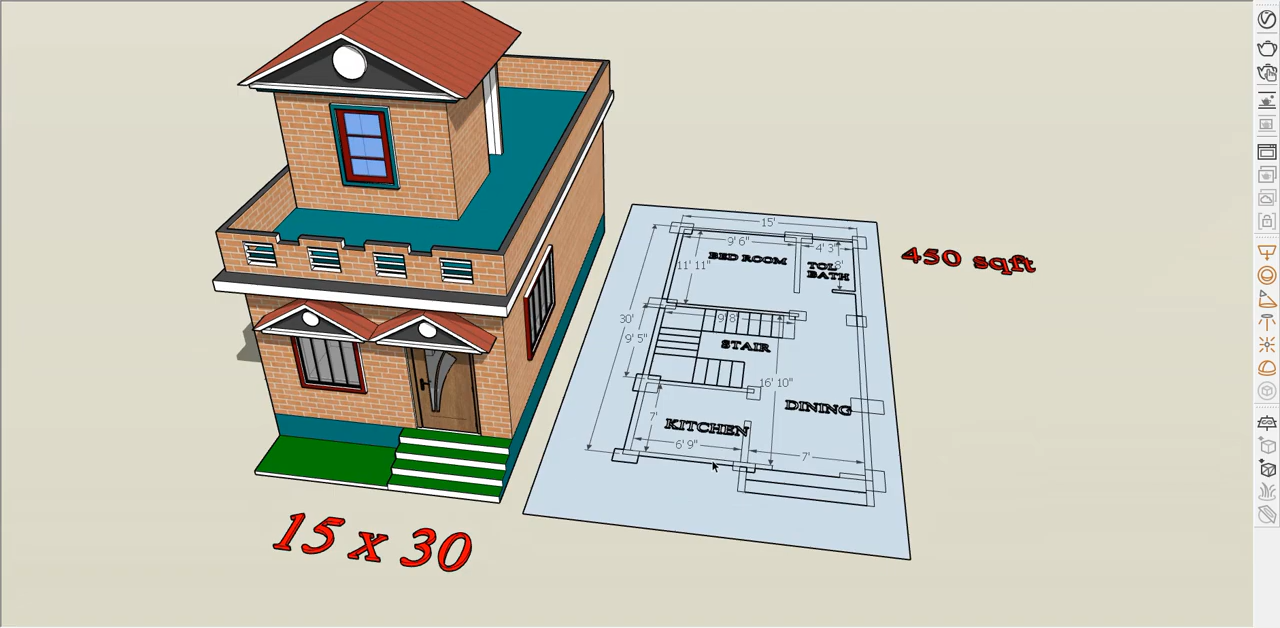 15'
9' 6"
4' 3"
BED ROOM
450 sqft
11' 11"
TOI
BATH
8'
30'
9' 8"
9' 5"
STAIR
16' 10"
DINING
7'
KITCHEN
6' 9"
7'
15 x 30